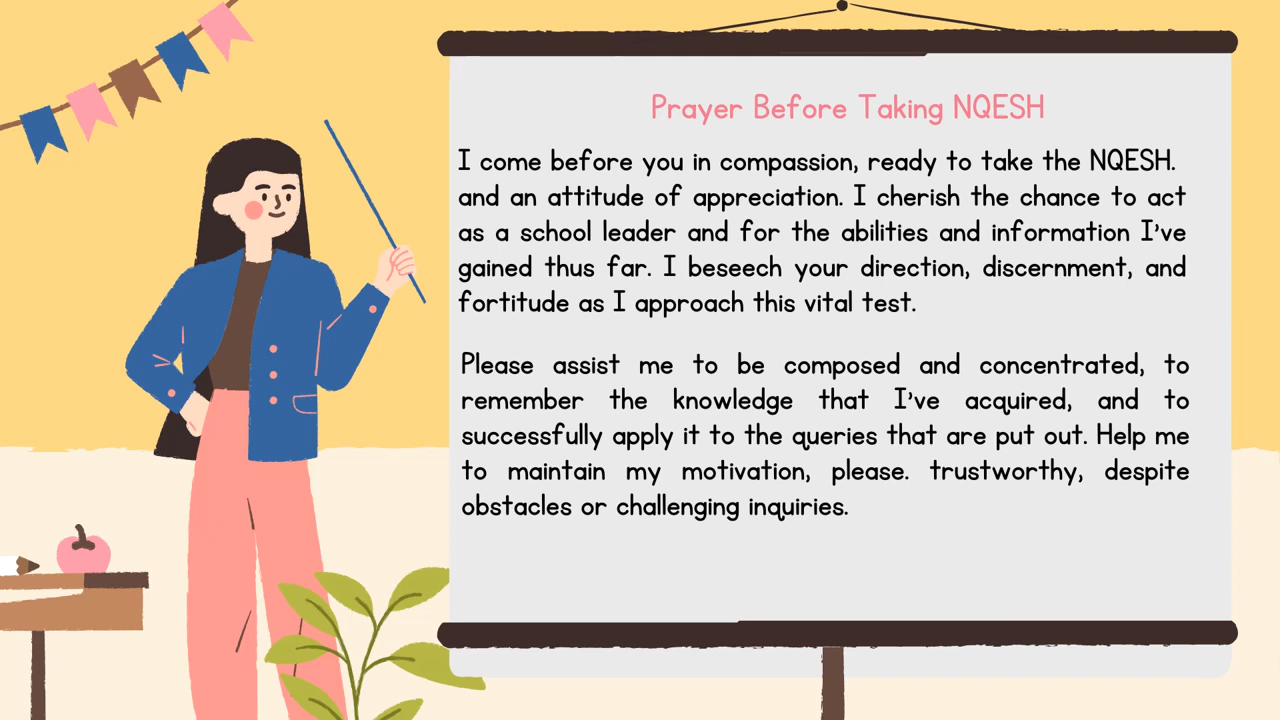 Prayer Before Taking NQESH
I come before you in compassion, ready to take the NQESH.
and an attitude of appreciation. I cherish the chance to act
as a school leader and for the abilities and information I've
gained thus far. I beseech your direction, discernment, and
fortitude as I approach this vital test.
Please assist me to be composed and concentrated, to
remember the knowledge that I've acquired, and to
successfully apply it to the queries that are put out. Help me
to maintain my motivation, please. trustworthy, despite
obstacles or challenging inquiries.